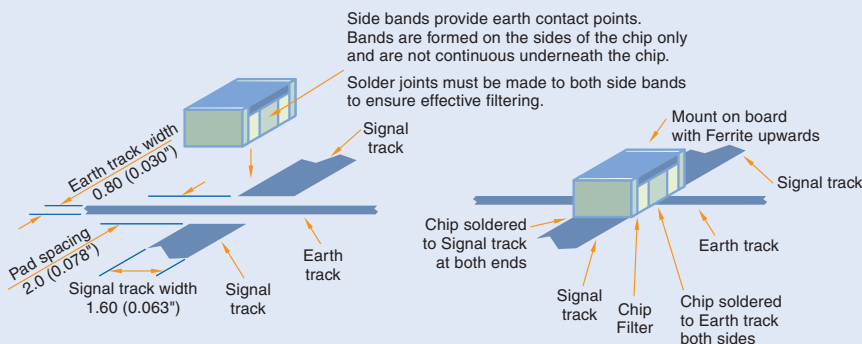 Side bands provide earth contact points.
Bands are formed on the sides of the chip only
and are not continuous underneath the chip.
Solder joints must be made to both side bands
to ensure effective filtering.
Earth track width
0.80 (0.030")
Signal
track
Pad spacing
2.0 (0.078")
Signal track width
1.60 (0.063")
Signal
track
Earth
track
Mount on board
with Ferrite upwards
Signal track
Chip soldered
to Signal track
at both ends
Earth track
Signal
track
Chip
Filter
Chip soldered
to Earth track
both sides